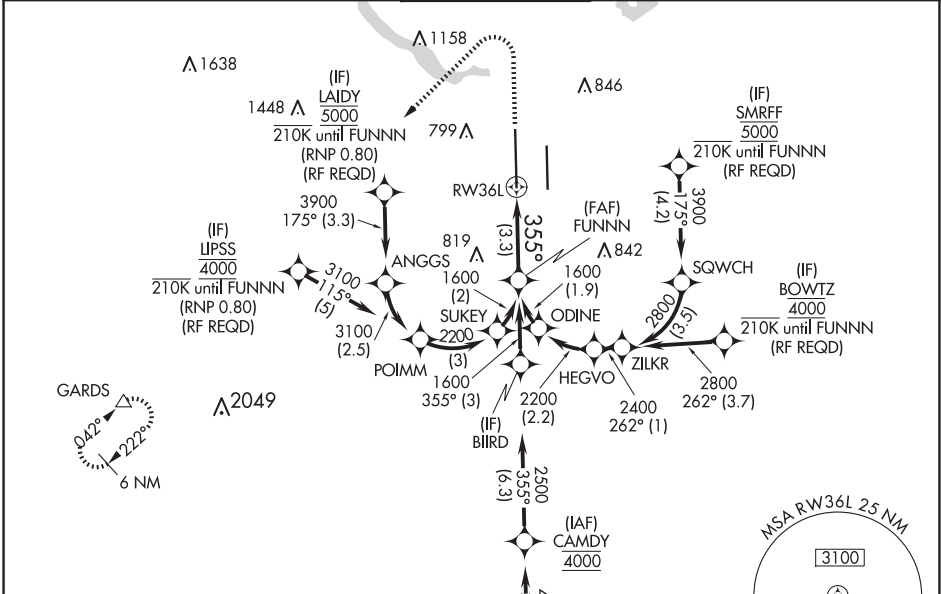 1158
1638
(IF)
LAIDY
5000
210K until FUNNN
(RNP 0.80)
(RF REQD)
1448
846
799
(IF)
SMRFF
5000
210K until FUNNN
(RF REQD)
RW36L
3900
175° (3.3)
3900
175°
(4.2)
(FAF)
FUNNN
355°
(3.3)
(IF)
LIPSS
4000
210K until FUNNN
(RNP 0.80)
(RF REQD)
819
842
ANGGS
SQWCH
3100
115°
(5)
1600
(2)
1600
(1.9)
(IF)
BOWTZ
4000
210K until FUNNN
(RF REQD)
SUKEY
ODINE
2800
(3.5)
3100
(2.5)
2200
(3)
POIMM
HEGVO
ZILKR
1600
355° (3)
2200
(2.2)
2400
262° (1)
2800
262° (3.7)
GARDS
2049
042°
222°
6 NM
(IF)
BIIRD
2500
355°
(6.3)
(IAF)
CAMDY
4000
MSA RW36L 25 NM
3100